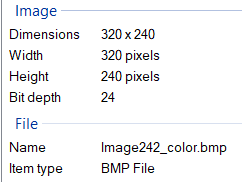 Image
Dimensions 320 x 240
Width 320 pixels
Height 240 pixels
Bit depth 24
File
Name Image242_color.bmp
Item type BMP File